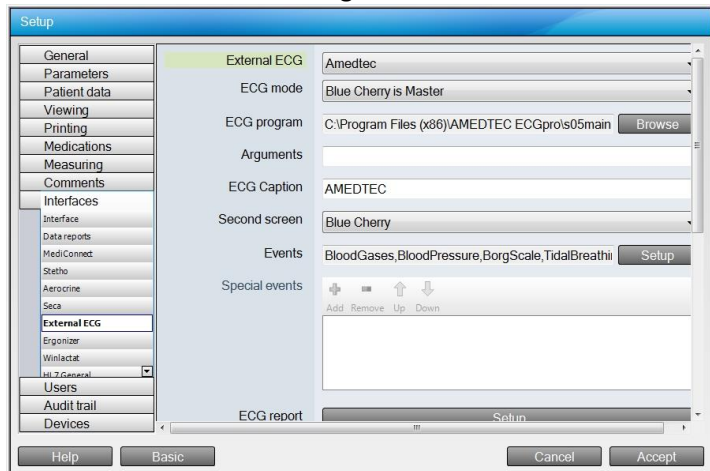 Setup
General
Parameters
Patient data
Viewing
Printing
Medications
Measuring
Comments
Interfaces
Interface
Data reports
MediConnect
Stetho
Aerocrine
Seca
External ECG
Ergonizer
Winlactat
HL7 General
Users
Audit trail
Devices
External ECG Amedtec
ECG mode Blue Cherry is Master
ECG program C:\Program Files (x86)\AMEDTEC ECGpro\s05main Browse
Arguments
ECG Caption AMEDTEC
Second screen Blue Cherry
Events BloodGases,BloodPressure,BorgScale,TidalBreathi Setup
Special events
Add Remove Up Down
ECG report Setup
Help Basic Cancel Accept